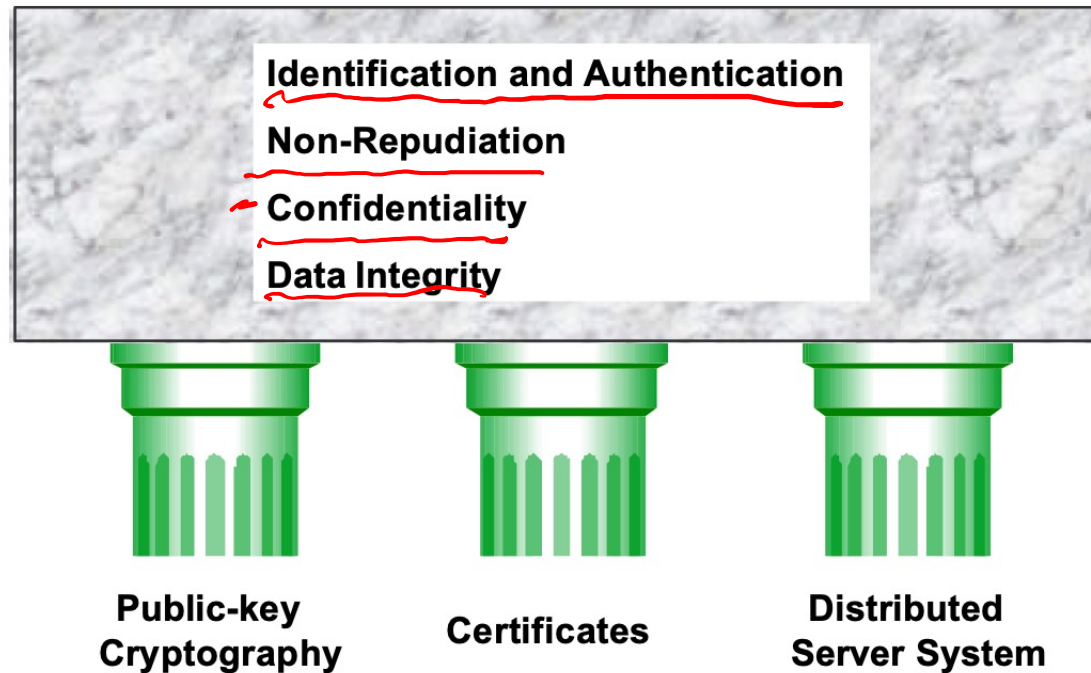 Identification and Authentication
Non-Repudiation
Confidentiality
Data Integrity
Public-key
Cryptography
Certificates
Distributed
Server System